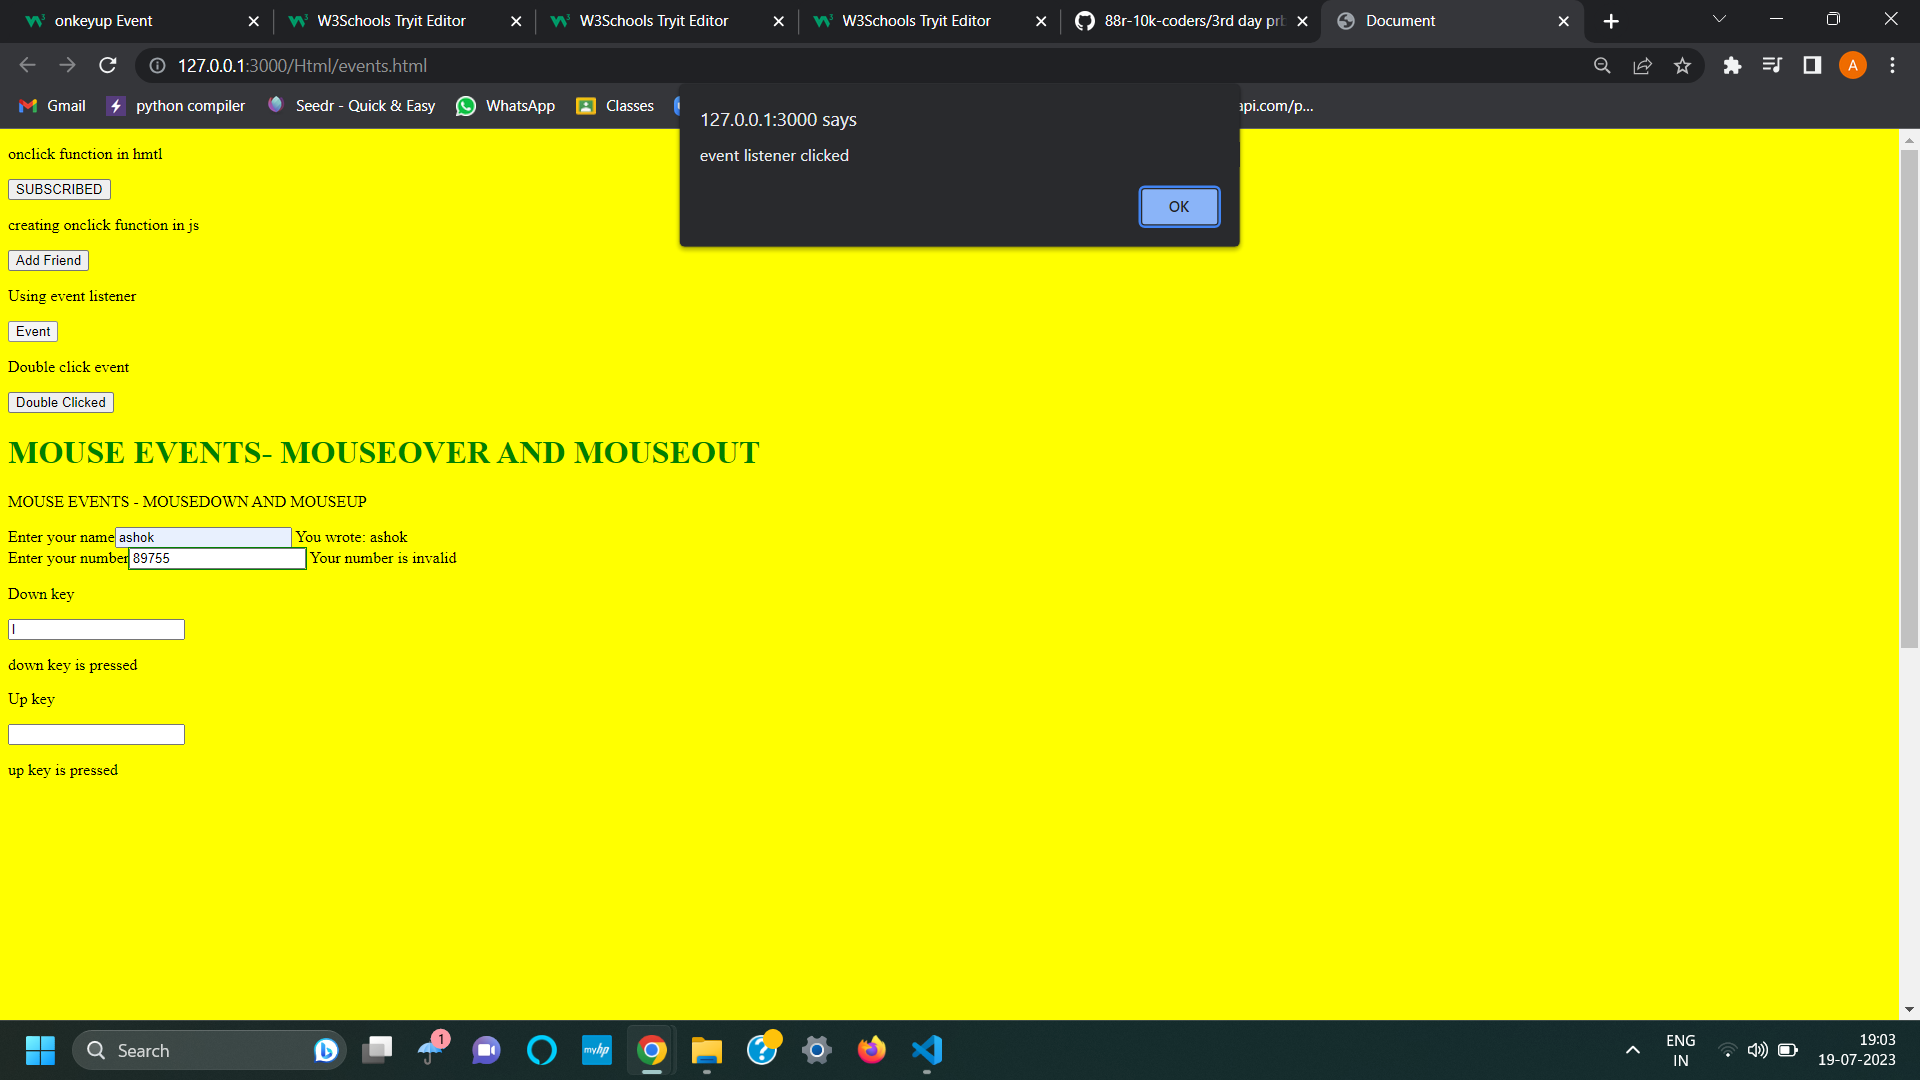 onkeyup Event
W3Schools Tryit Editor
W3Schools Tryit Editor
W3Schools Tryit Editor
88r-10k-coders/3rd day
Document
127.0.0.1:3000/Html/events.html
A
Gmail
python compiler
Seedr - Quick & Easy
WhatsApp
Classes
api.com/p...
127.0.0.1:3000 says
event listener clicked
OK
onclick function in hmtl
SUBSCRIBED
creating onclick function in js
Add Friend
Using event listener
Event
Double click event
Double Clicked
MOUSE EVENTS- MOUSEOVER AND MOUSEOUT
MOUSE EVENTS - MOUSEDOWN AND MOUSEUP
Enter your name ashok You wrote: ashok
Enter your number 89755 Your number is invalid
Down key
down key is pressed
Up key
up key is pressed
Search
1
myhp
ENG
IN
19:03
19-07-2023